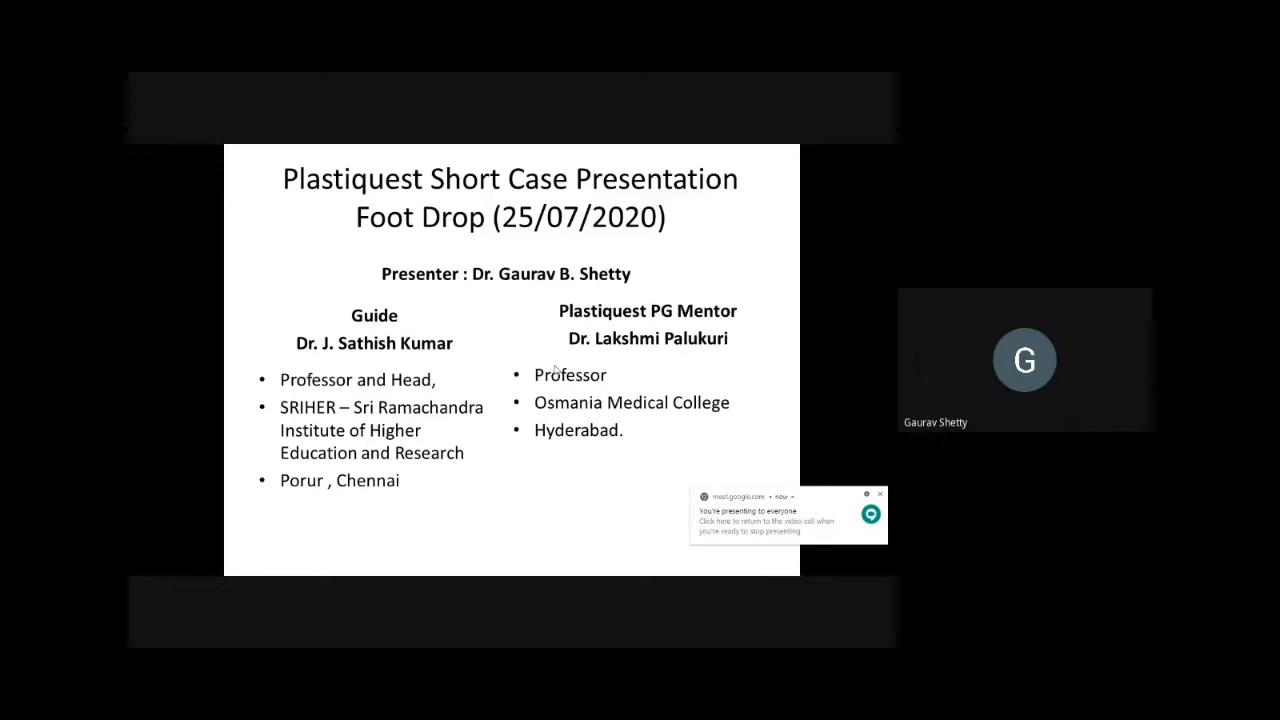 Plastiquest Short Case Presentation
Foot Drop (25/07/2020)
Presenter : Dr. Gaurav B. Shetty
Guide
Dr. J. Sathish Kumar
• Professor and Head,
• SRIHER – Sri Ramachandra
Institute of Higher
Education and Research
• Porur , Chennai
Plastiquest PG Mentor
Dr. Lakshmi Palukuri
• Professor
• Osmania Medical College
• Hyderabad.
meet.google.com • now
You're presenting to everyone
Click here to return to the video call when
you're ready to stop presenting
G
Gaurav Shetty